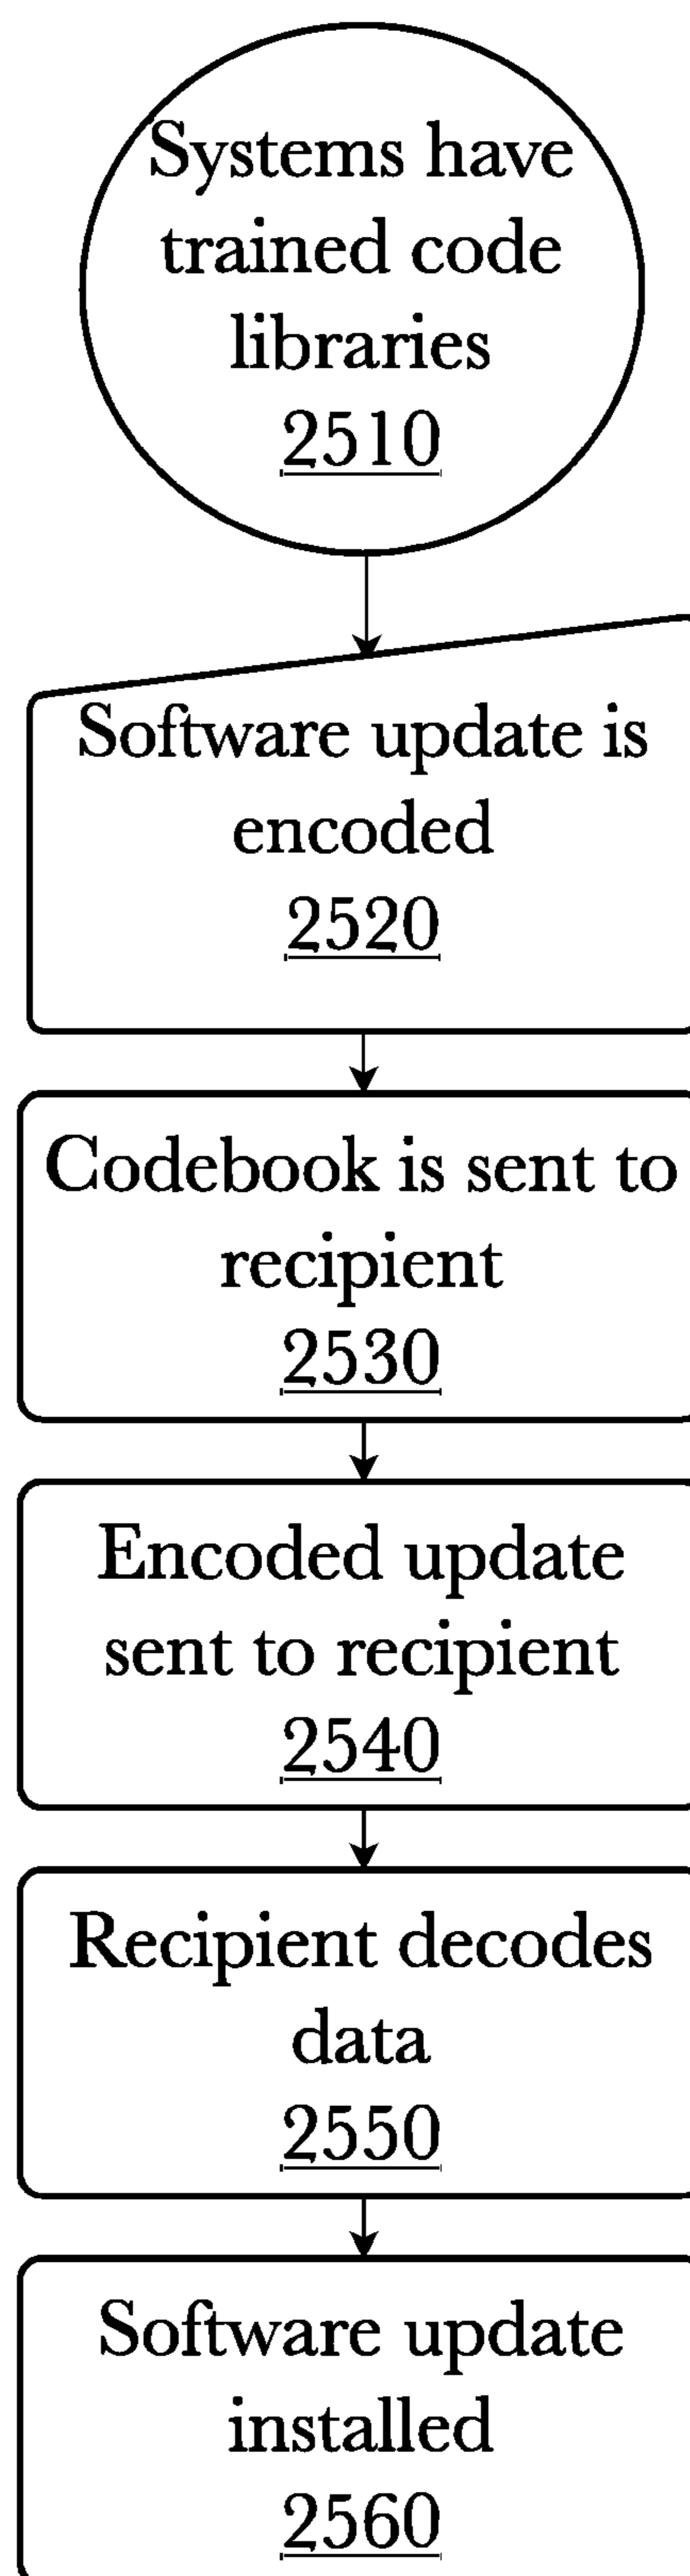 Systems have
trained code
libraries
2510
Software update is
encoded
2520
Codebook is sent to
recipient
2530
Encoded update
sent to recipient
2540
Recipient decodes
data
2550
Software update
installed
2560